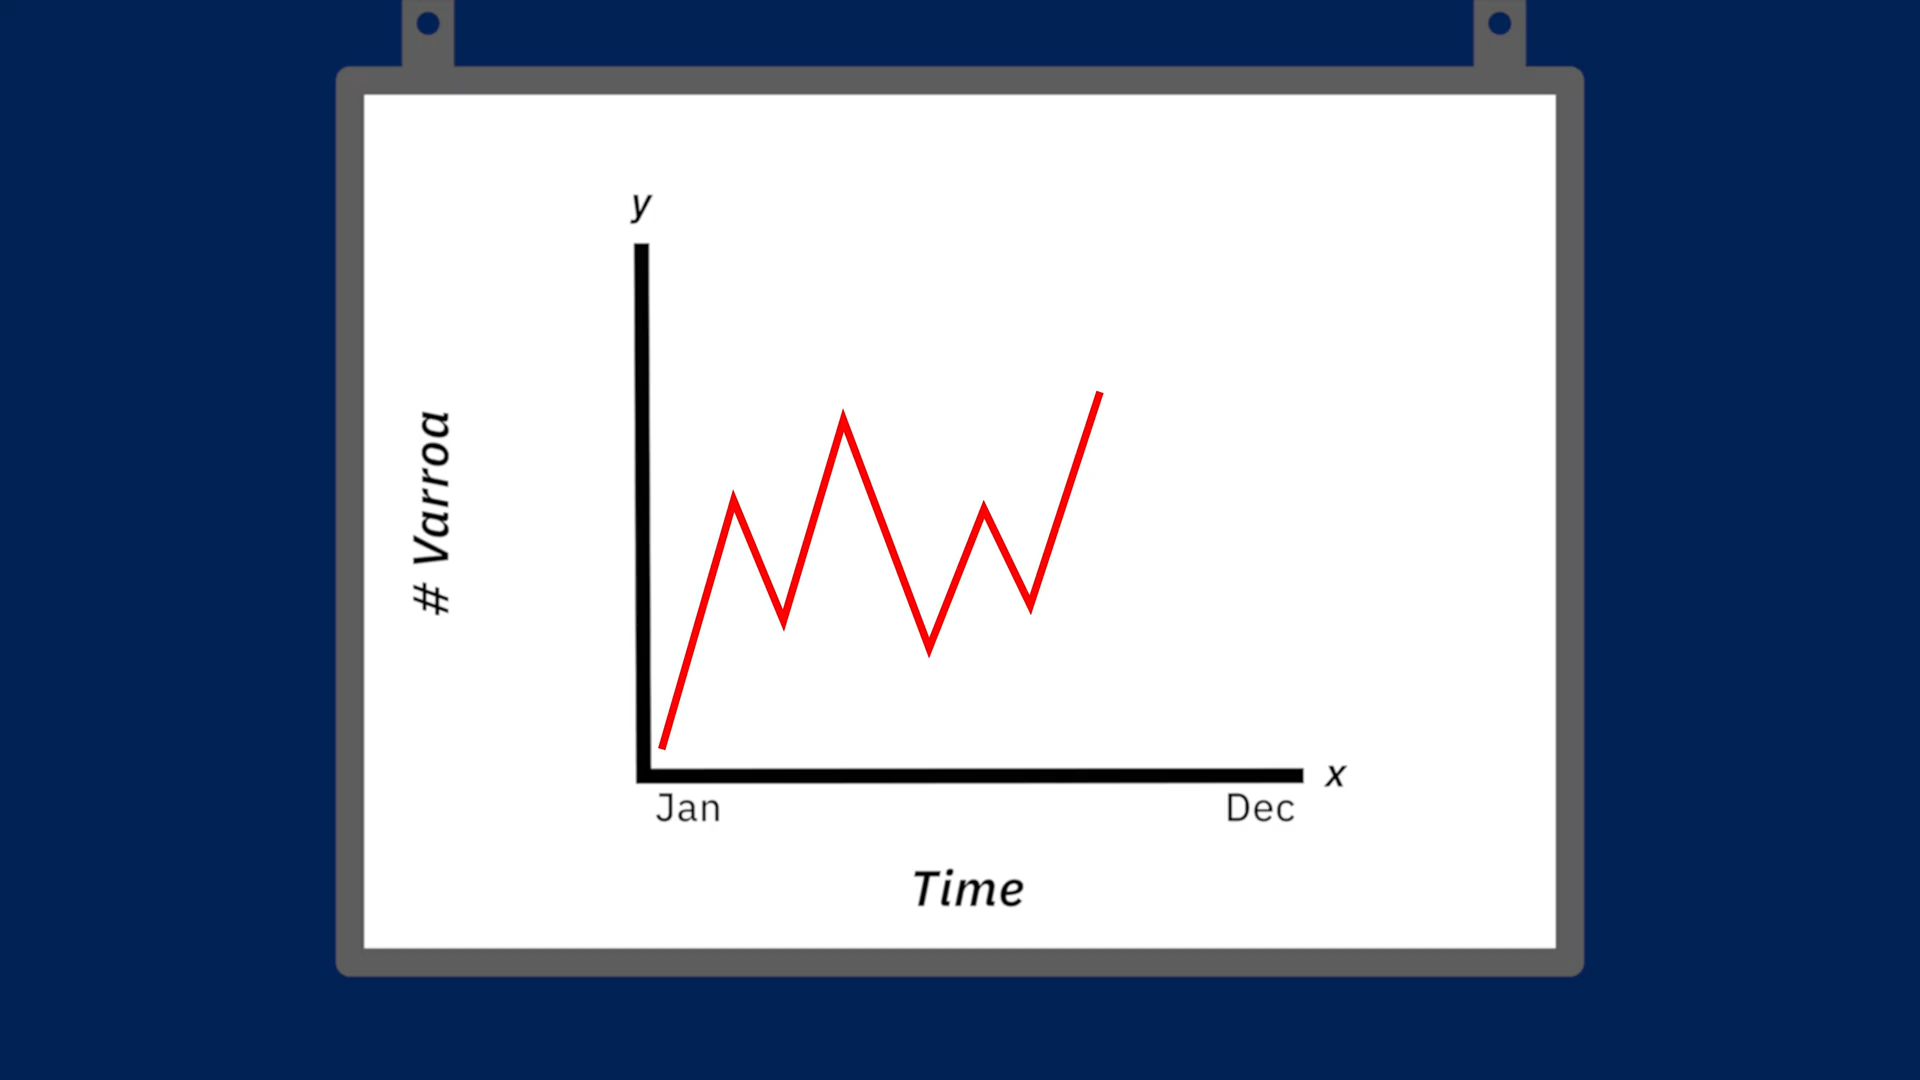 y
# Varroa
x
Jan
Dec
Time